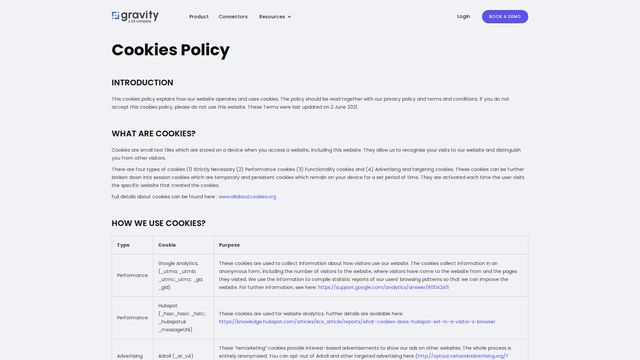 gravity
a UX company
Product Connectors Resources
Login
BOOK A DEMO
Cookies Policy
INTRODUCTION
This cookies policy explains how our website operates and uses cookies. The policy should be read together with our privacy policy and terms and conditions. If you do not
accept this cookies policy, please do not use this website. These Terms were last updated on 2 June 2021.
WHAT ARE COOKIES?
Cookies are small text files which are stored on a device when you access a website, including this website. They allow us to recognise your visits to our website and distinguish
you from other visitors.
There are four types of cookies (1) Strictly Necessary (2) Performance cookies (3) Functionality cookies and (4) Advertising and targeting cookies. These cookies can be further
broken down into session cookies which are temporary and persistent cookies which remain on your device for a set period of time. They are activated each time the user visits
the specific website that created the cookies.
Full details about cookies can be found here : www.allaboutcookies.org
HOW WE USE COOKIES?
Type Cookie Purpose
Performance
Google Analytics,
(_utma; _utmb;
_utmc;_utmz; _ga;
_gid)
These cookies are used to collect information about how visitors use our website. The cookies collect information in an
anonymous form, including the number of visitors to the website, where visitors have come to the website from and the pages
they visited. We use the information to compile statistic reports of our users' browsing patterns so that we can improve the
website. For further information, see here: https://support.google.com/analytics/answer/6004245
Performance
Hubspot
(_hssc _hssrc _hstc;
_hubspotuk
_messageUtk)
These cookies are used for website analytics. Further details are available here:
https://knowledge.hubspot.com/articles/kcs_article/reports/what-cookies-does-hubspot-set-in-a-visitor-s-browser
Advertising
Adroll (_ar_v4)
These "remarketing" cookies provide interest-based advertisements to show our ads on other websites. The whole process is
entirely anonymised. You can opt-out of Adroll and other targeted advertising here (http://optout.networkadvertising.org/?